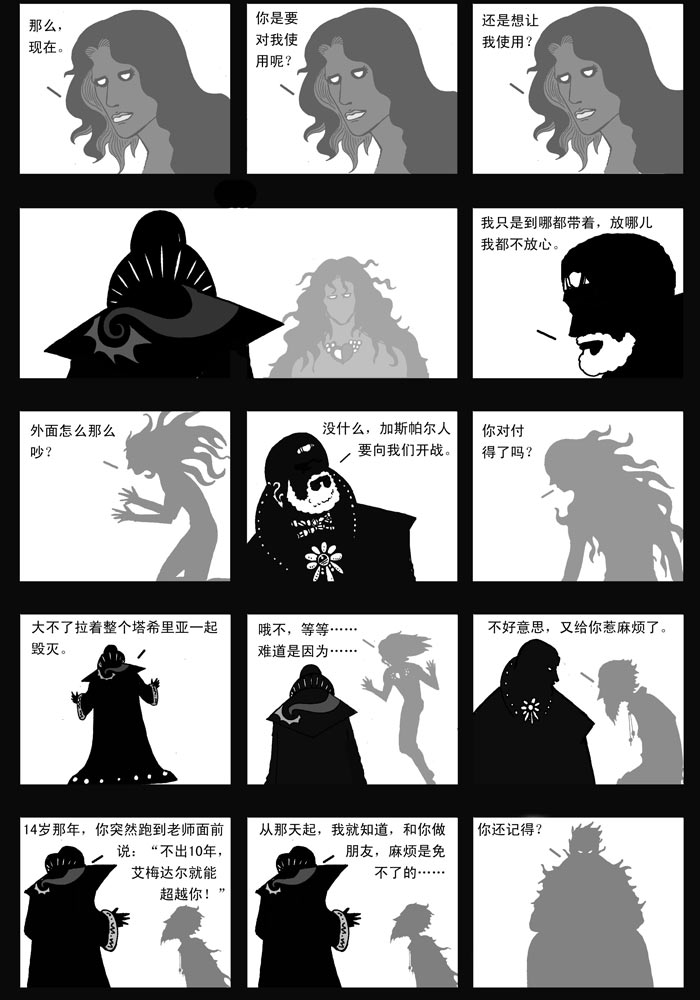 那么，
现在。
你是要
对我使
用呢？
还是想让
我使用？
我只是到哪都带着，放哪儿
我都不放心。
外面怎么那么
吵？
没什么，加斯帕尔人
要向我们开战。
你对付
得了吗？
大不了拉着整个塔希里亚一起
毁灭。
哦不，等等……
难道是因为……
不好意思，又给你惹麻烦了。
14岁那年，你突然跑到老师面前
说：“不出10年，
艾梅达尔就能
超越你！”
从那天起，我就知道，和你做
朋友，麻烦是免
不了的……
你还记得？